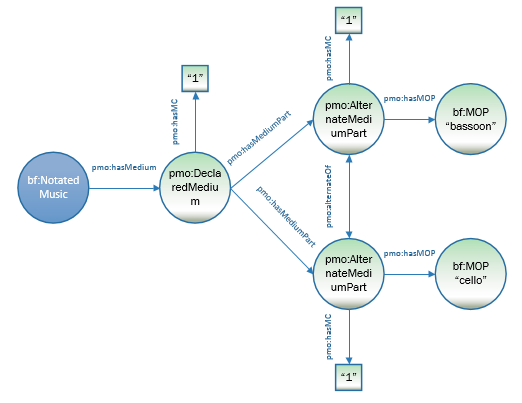 “1”
pmo:hasMC
“1”
pmo:hasMC
pmo:Alter
nateMedi
umPart
pmo:hasMOP
bf:MOP
“bassoon”
pmo:hasMediumPart
bf:Notated
Music
pmo:hasMedium
pmo:Decla
redMediu
m
pmo:alternateOf
pmo:hasMediumPart
pmo:Alter
nateMedi
umPart
pmo:hasMOP
bf:MOP
“cello”
pmo:hasMC
“1”